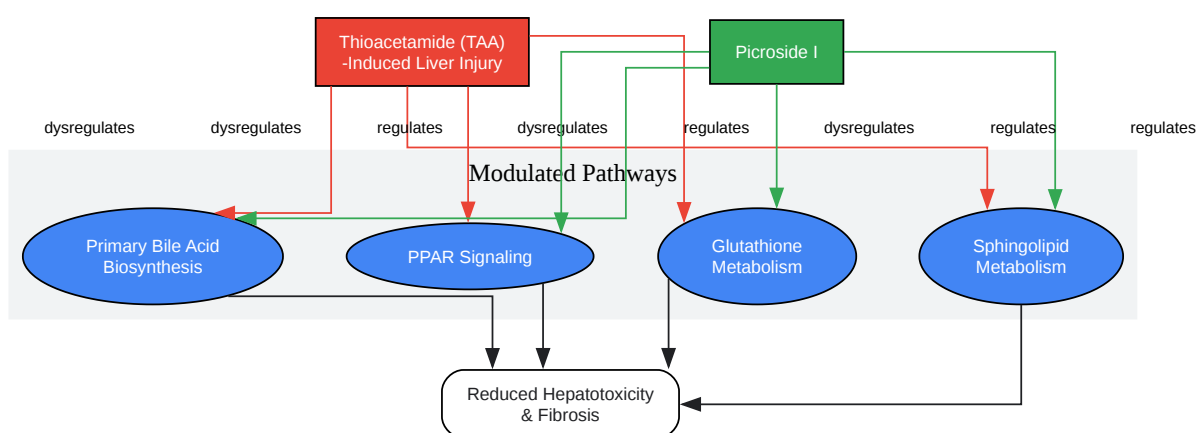 Thioacetamide (TAA)
-Induced Liver Injury
Picroside I
dysregulates
dysregulates
regulates
dysregulates
regulates
dysregulates
regulates
regulates
Modulated Pathways
Primary Bile Acid
Biosynthesis
PPAR Signaling
Glutathione
Metabolism
Sphingolipid
Metabolism
Reduced Hepatotoxicity
& Fibrosis